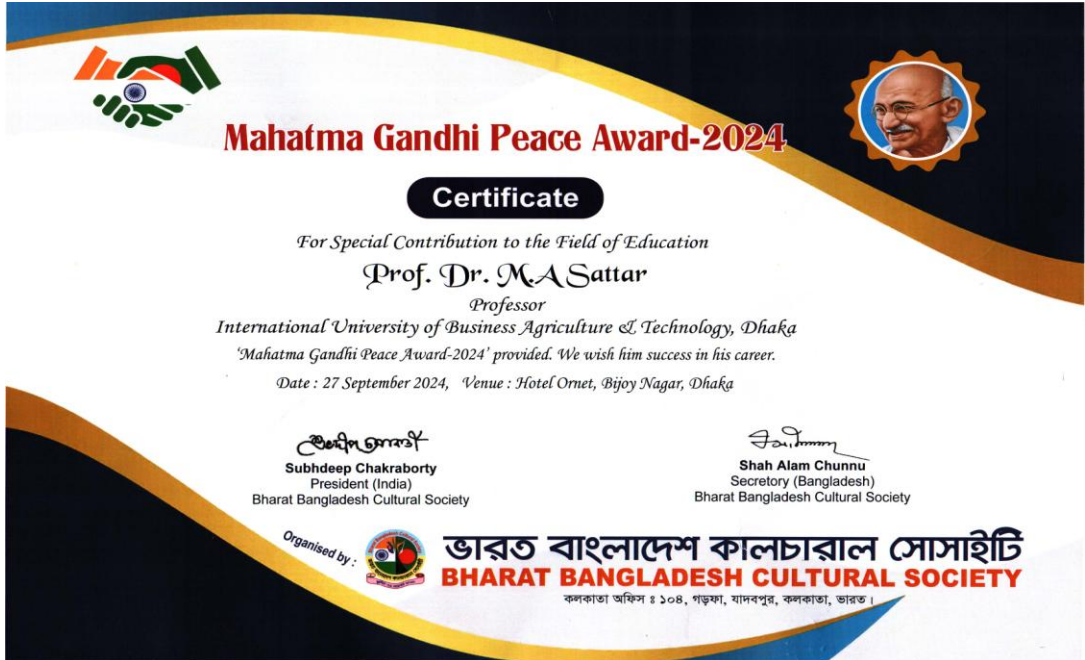 Mahatma Gandhi Peace Award-2024
Certificate
For Special Contribution to the Field of Education
Prof. Dr. M.A Sattar
Professor
International University of Business Agriculture & Technology, Dhaka
'Mahatma Gandhi Peace Award-2024' provided. We wish him success in his career.
Date : 27 September 2024, Venue : Hotel Ornet, Bijoy Nagar, Dhaka
Subhdeep Chakraborty
President (India)
Bharat Bangladesh Cultural Society
Shah Alam Chunnu
Secretory (Bangladesh)
Bharat Bangladesh Cultural Society
Organised by :
ভারত বাংলাদেশ কালচারাল সোসাইটি
BHARAT BANGLADESH CULTURAL SOCIETY
কলকাতা অফিস ঃ ১০৪, গড়ফা, যাদবপুর, কলকাতা, ভারত।